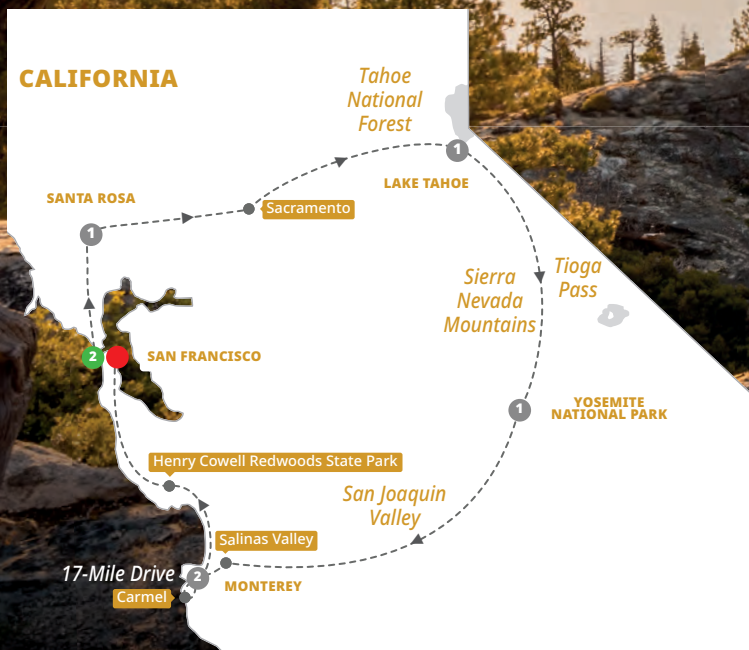 CALIFORNIA
Tahoe
National
Forest
1
LAKE TAHOE
SANTA ROSA
1
Sacramento
Tioga
Pass
Sierra
Nevada
Mountains
2
SAN FRANCISCO
1
YOSEMITE
NATIONAL PARK
Henry Cowell Redwoods State Park
San Joaquin
Valley
Salinas Valley
17-Mile Drive
2
MONTEREY
Carmel